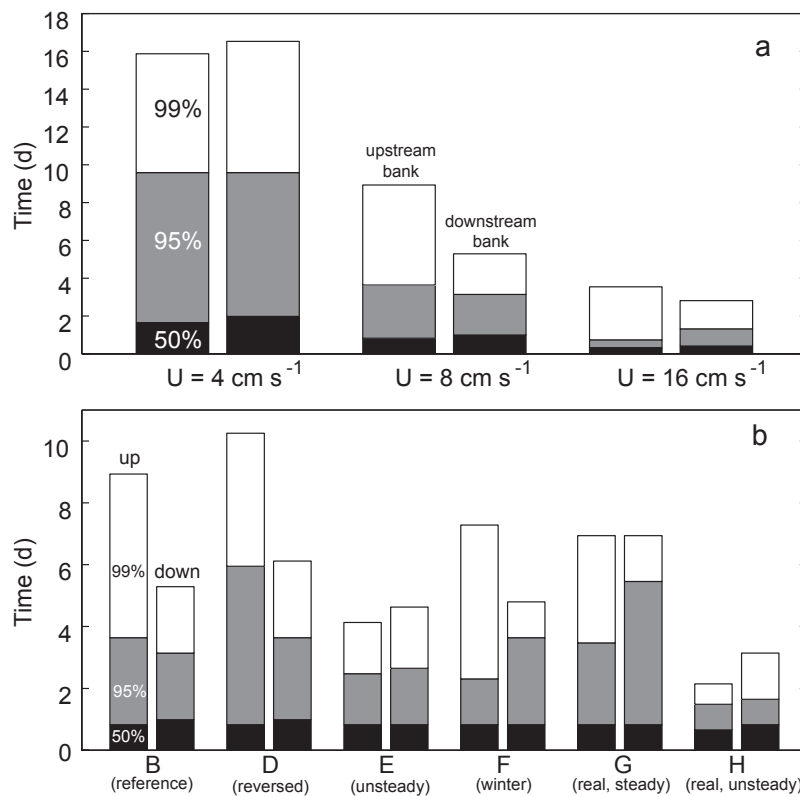 18
16
14
12
10
8
6
4
2
0
Time (d)
a
99%
95%
50%
upstream
bank
downstream
bank
U = 4 cm s⁻¹
U = 8 cm s⁻¹
U = 16 cm s⁻¹
10
8
6
4
2
0
Time (d)
b
up
down
99%
95%
50%
B
(reference)
D
(reversed)
E
(unsteady)
F
(winter)
G
(real, steady)
H
(real, unsteady)